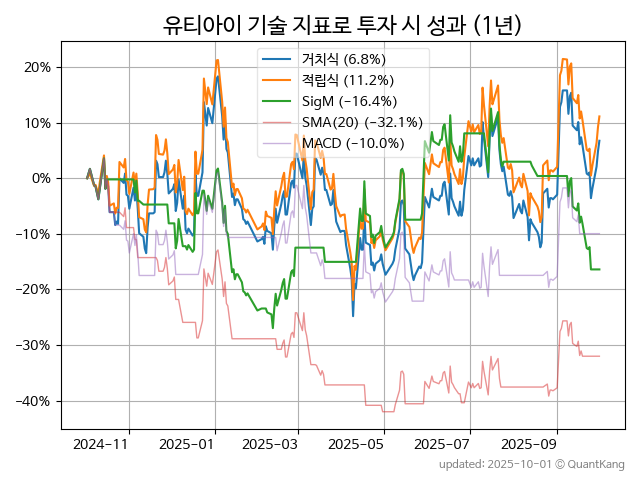 유티아이 기술 지표로 투자 시 성과 (1년)
거치식 (6.8%)
적립식 (11.2%)
SigM (−16.4%)
SMA(20) (−32.1%)
MACD (−10.0%)
20%
10%
0%
−10%
−20%
−30%
−40%
2024-11 2025-01 2025-03 2025-05 2025-07 2025-09
updated: 2025-10-01 © QuantKang